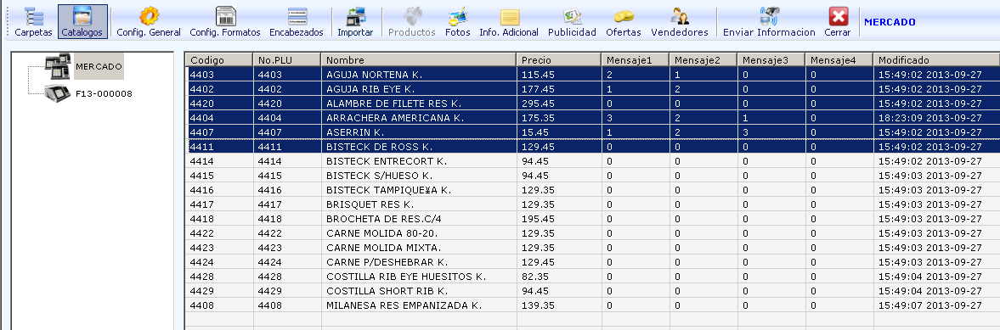 Carpetas Catalogos Config. General Config. Formatos Encabezados Importar Productos Fotos Info. Adicional Publicidad Ofertas Vendedores Enviar Informacion Cerrar MERCADO
MERCADO
F13-000008
Codigo No.PLU Nombre Precio Mensaje1 Mensaje2 Mensaje3 Mensaje4 Modificado
4403 4403 AGUJA NORTENA K. 115.45 2 1 0 0 15:49:02 2013-09-27
4402 4402 AGUJA RIB EYE K. 177.45 1 2 0 0 15:49:02 2013-09-27
4420 4420 ALAMBRE DE FILETE RES K. 295.45 0 0 0 0 15:49:02 2013-09-27
4404 4404 ARRACHERA AMERICANA K. 175.35 3 2 1 0 18:23:09 2013-09-27
4407 4407 ASERRIN K. 15.45 1 2 3 0 15:49:02 2013-09-27
4411 4411 BISTECK DE ROSS K. 129.45 0 0 0 0 15:49:02 2013-09-27
4414 4414 BISTECK ENTRECORT K. 94.45 0 0 0 0 15:49:02 2013-09-27
4415 4415 BISTECK S/HUESO K. 94.45 0 0 0 0 15:49:03 2013-09-27
4416 4416 BISTECK TAMPIQUE¥A K. 129.35 0 0 0 0 15:49:03 2013-09-27
4417 4417 BRISQUET RES K. 129.35 0 0 0 0 15:49:03 2013-09-27
4418 4418 BROCHETA DE RES.C/4 195.45 0 0 0 0 15:49:03 2013-09-27
4422 4422 CARNE MOLIDA 80-20. 129.35 0 0 0 0 15:49:03 2013-09-27
4423 4423 CARNE MOLIDA MIXTA. 129.35 0 0 0 0 15:49:03 2013-09-27
4424 4424 CARNE P/DESHEBRAR K. 129.35 0 0 0 0 15:49:03 2013-09-27
4428 4428 COSTILLA RIB EYE HUESITOS K. 82.35 0 0 0 0 15:49:04 2013-09-27
4429 4429 COSTILLA SHORT RIB K. 94.45 0 0 0 0 15:49:04 2013-09-27
4408 4408 MILANESA RES EMPANIZADA K. 139.35 0 0 0 0 15:49:07 2013-09-27